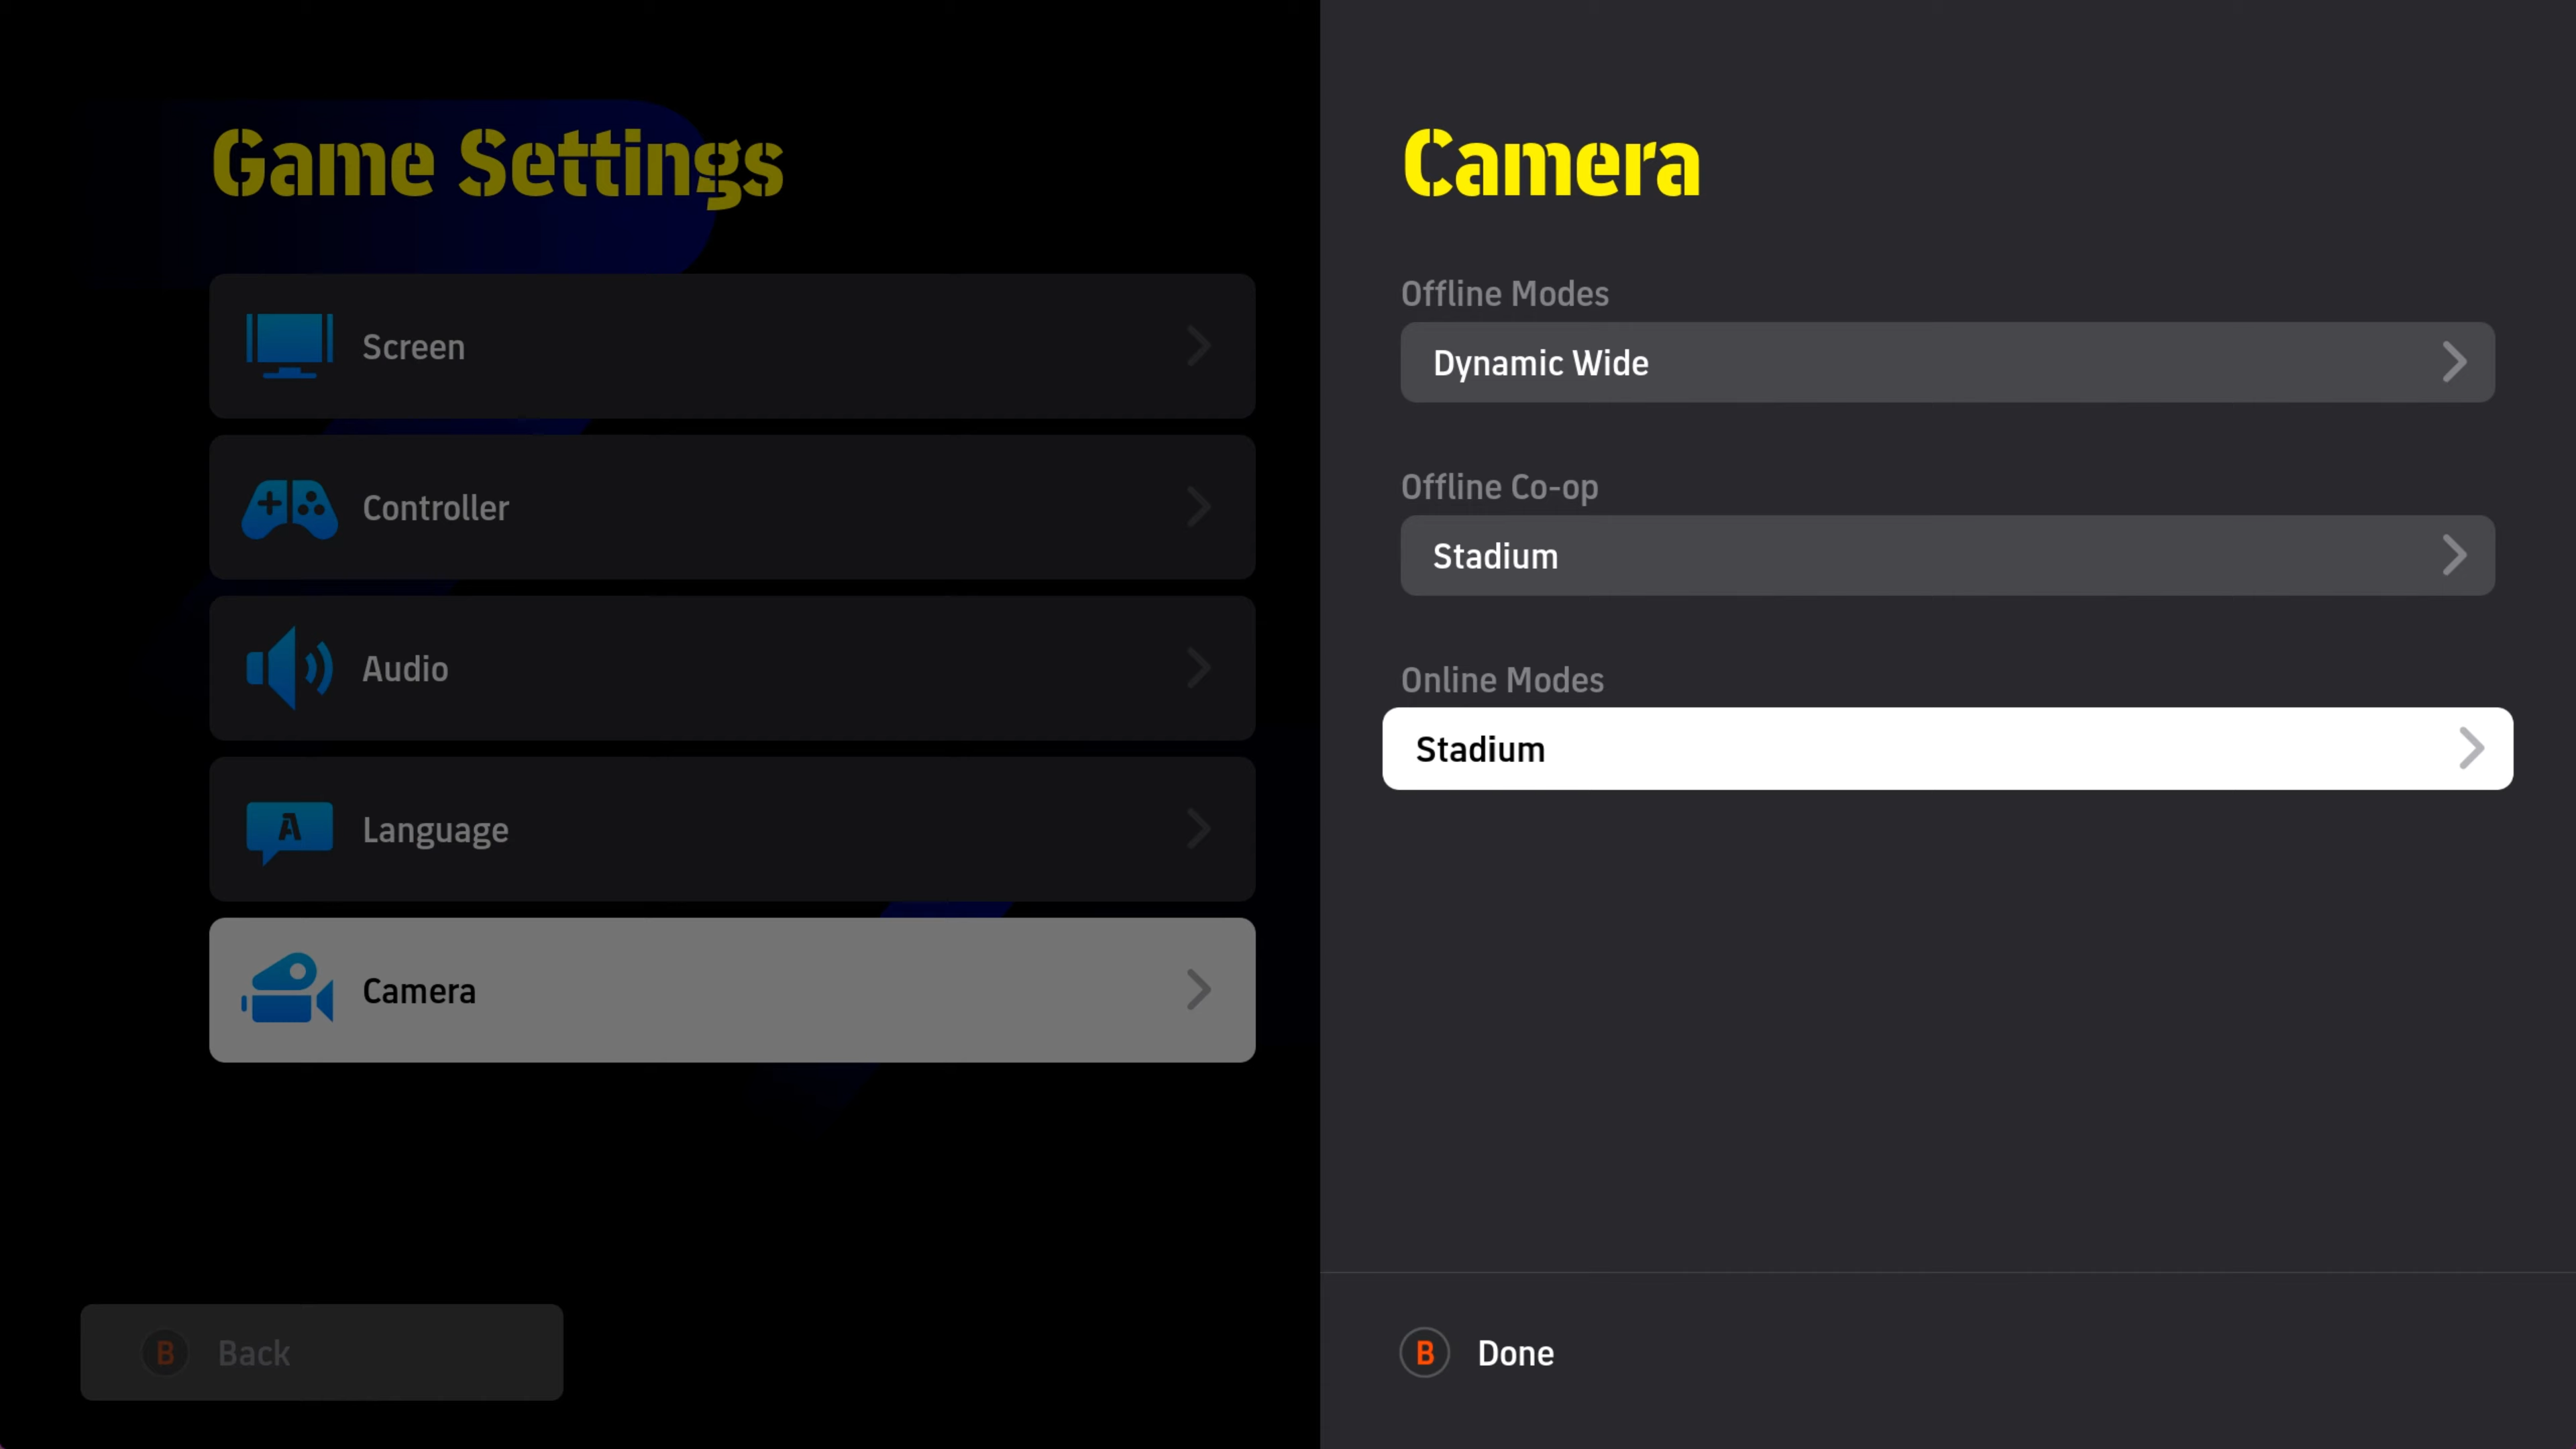 Game Settings
Screen
Controller
Audio
A
Language
Camera
B Back
Camera
Offline Modes
Dynamic Wide
Offline Co-op
Stadium
Online Modes
Stadium
B Done